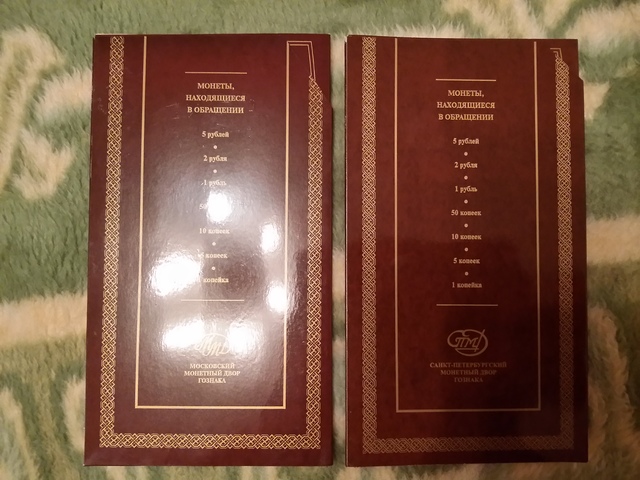 МОНЕТЫ,
НАХОДЯЩИЕСЯ
В ОБРАЩЕНИИ
5 рублей
2 рубля
1 рубль
10 копеек
копеек
копейка
МОСКОВСКИЙ
МОНЕТНЫЙ ДВОР
ГОЗНАКА
МОНЕТЫ,
НАХОДЯЩИЕСЯ
В ОБРАЩЕНИИ
5 рублей
2 рубля
1 рубль
50 копеек
10 копеек
5 копеек
1 копейка
САНКТ-ПЕТЕРБУРГСКИЙ
МОНЕТНЫЙ ДВОР
ГОЗНАКА